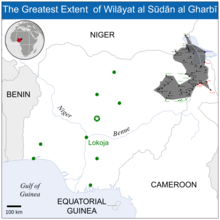 The Greatest Extent of Wilāyat al Sūdān al Gharbī
NIGER
BENIN
Niger
Benue
Lokoja
Gulf of
Guinea
CAMEROON
EQUATORIAL
GUINEA
100 km